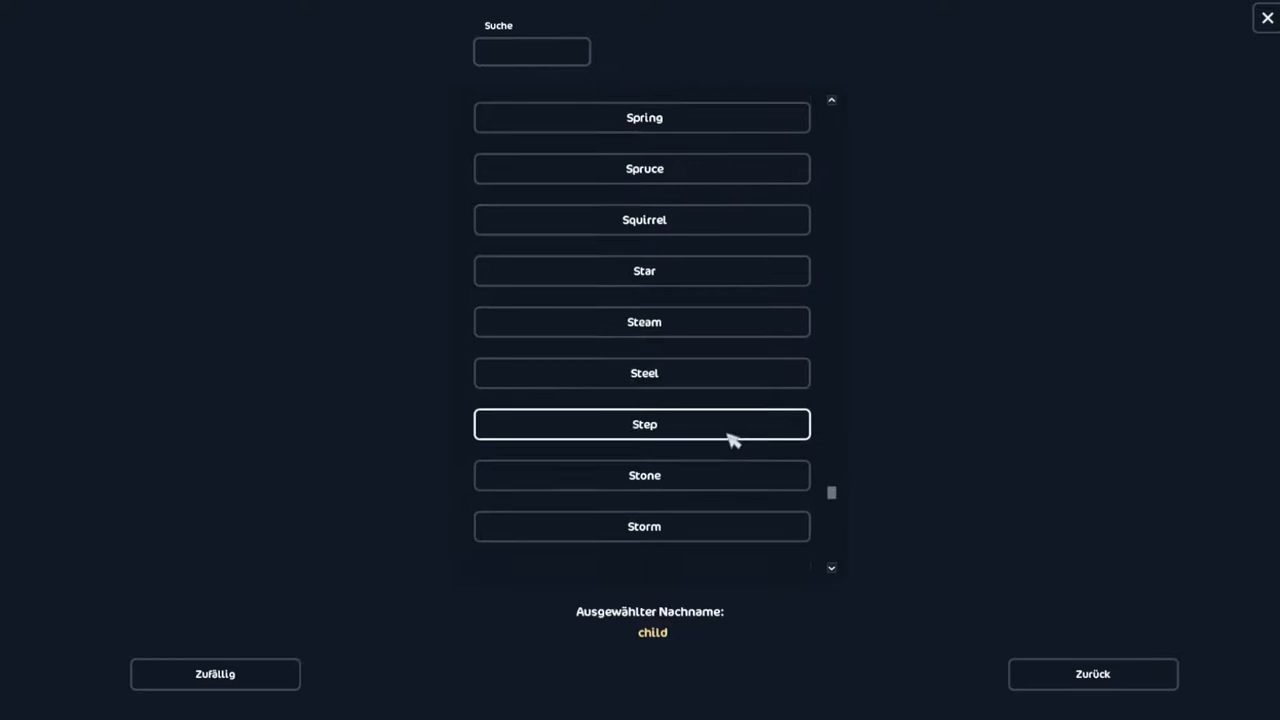 Suche
Spring
Spruce
Squirrel
Star
Steam
Steel
Step
Stone
Storm
Ausgewählter Nachname:
child
Zufällig
Zurück